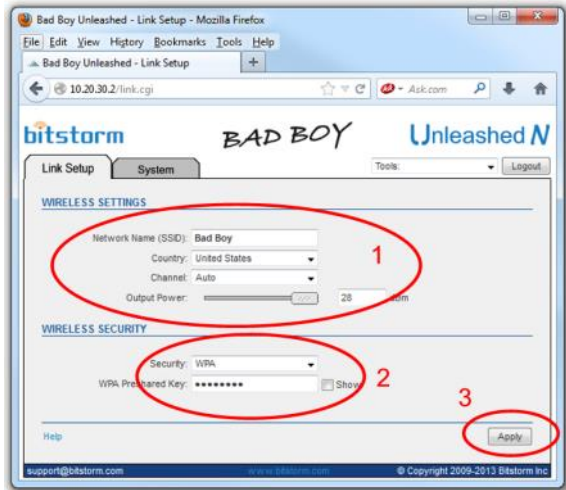 Bad Boy Unleashed - Link Setup - Mozilla Firefox
File Edit View History Bookmarks Tools Help
Bad Boy Unleashed - Link Setup +
10.20.30.2/link.cgi Ask.com
bitstorm BAD BOY Unleashed N
Link Setup System Tools: Logout
WIRELESS SETTINGS
Network Name (SSID): Bad Boy
Country: United States 1
Channel: Auto
Output Power: 28
WIRELESS SECURITY
Security: WPA
WPA Preshared Key: •••••••• Show 2
3
Help Apply
support@bitstorm.com www.bitstorm.com © Copyright 2009-2013 Bitstorm Inc